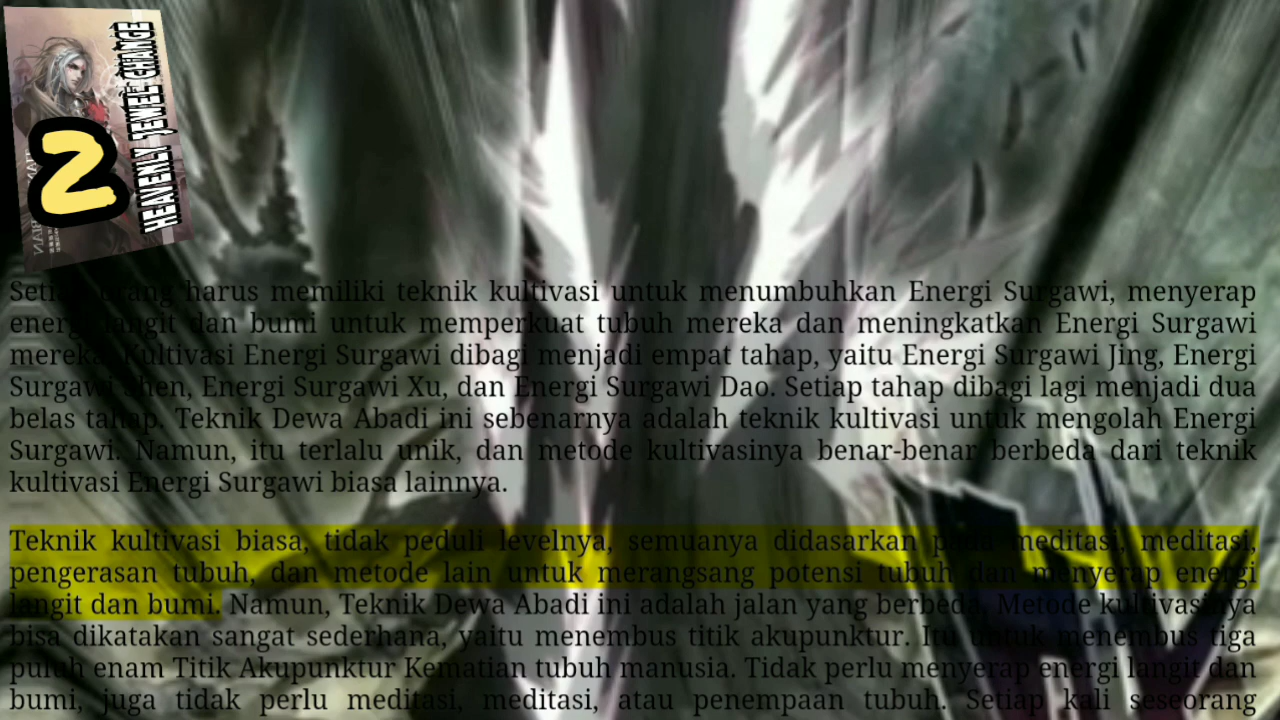 HEAVENLY JEWEL CHANGE
2
Setiap orang harus memiliki teknik kultivasi untuk menumbuhkan Energi Surgawi, menyerap
energi langit dan bumi untuk memperkuat tubuh mereka dan meningkatkan Energi Surgawi
mereka. Kultivasi Energi Surgawi dibagi menjadi empat tahap, yaitu Energi Surgawi Jing, Energi
Surgawi Shen, Energi Surgawi Xu, dan Energi Surgawi Dao. Setiap tahap dibagi lagi menjadi dua
belas tahap. Teknik Dewa Abadi ini sebenarnya adalah teknik kultivasi untuk mengolah Energi
Surgawi. Namun, itu terlalu unik, dan metode kultivasinya benar-benar berbeda dari teknik
kultivasi Energi Surgawi biasa lainnya.
Teknik kultivasi biasa, tidak peduli levelnya, semuanya didasarkan pada meditasi, meditasi,
pengerasan tubuh, dan metode lain untuk merangsang potensi tubuh dan menyerap energi
langit dan bumi. Namun, Teknik Dewa Abadi ini adalah jalan yang berbeda. Metode kultivasinya
bisa dikatakan sangat sederhana, yaitu menembus titik akupunktur. Itu untuk menembus tiga
puluh enam Titik Akupunktur Kematian tubuh manusia. Tidak perlu menyerap energi langit dan
bumi, juga tidak perlu meditasi, meditasi, atau penempaan tubuh. Setiap kali seseorang